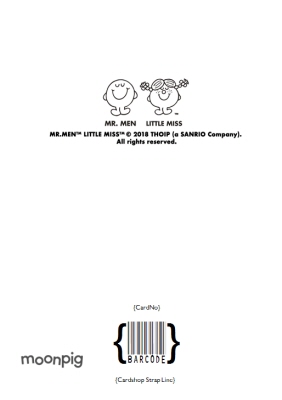 MR. MEN LITTLE MISS
MR.MEN™ LITTLE MISS™ © 2018 THOIP (a SANRIO Company).
All rights reserved.
{CardNo}
{BARCODE}
moonpig
{Cardshop Strap Line}